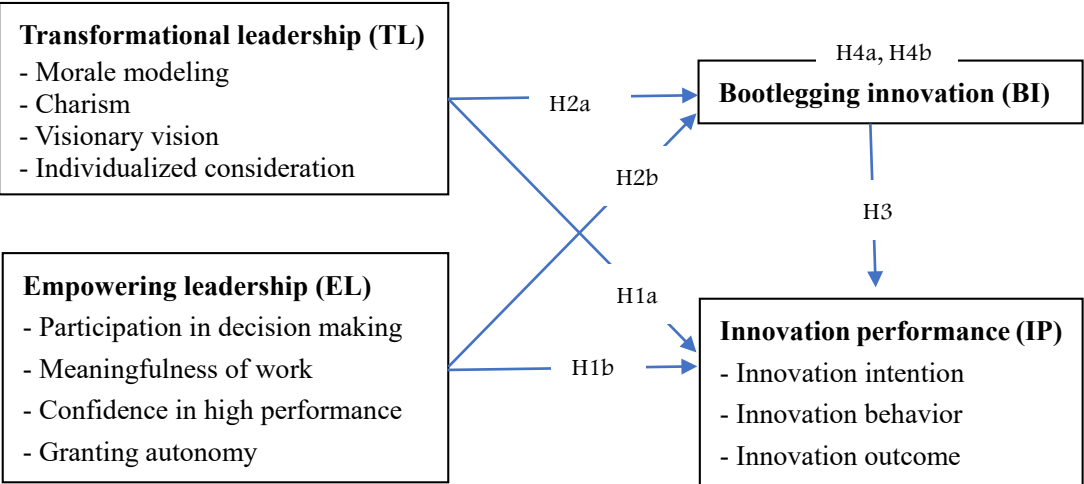 Transformational leadership (TL)
- Morale modeling
- Charism
- Visionary vision
- Individualized consideration
H4a, H4b
Bootlegging innovation (BI)
H2a
H2b
H3
H1a
H1b
Empowering leadership (EL)
- Participation in decision making
- Meaningfulness of work
- Confidence in high performance
- Granting autonomy
Innovation performance (IP)
- Innovation intention
- Innovation behavior
- Innovation outcome